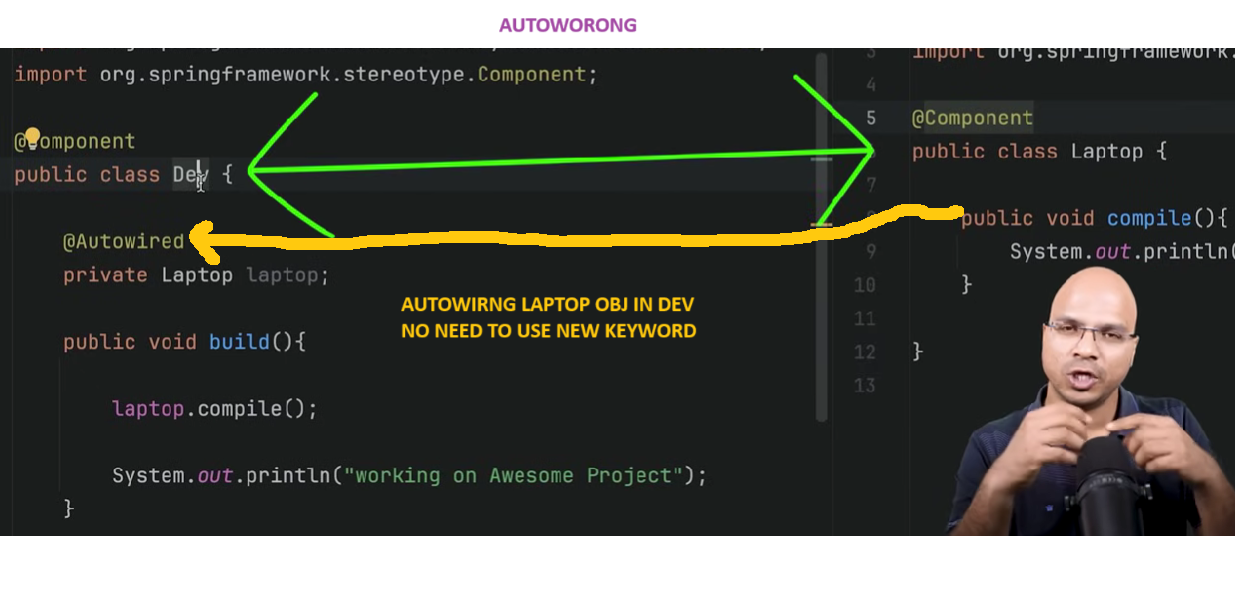 AUTOWORONG
import org.springframework.stereotype.Component;
@Component
public class Dev {
@Autowired
private Laptop laptop;
public void build(){
laptop.compile();
System.out.println("working on Awesome Project");
}
AUTOWIRNG LAPTOP OBJ IN DEV
NO NEED TO USE NEW KEYWORD
3 import org.springframework.
4
5 @Component
public class Laptop {
7
public void compile(){
9 System.out.println(
10 }
11
12 }
13